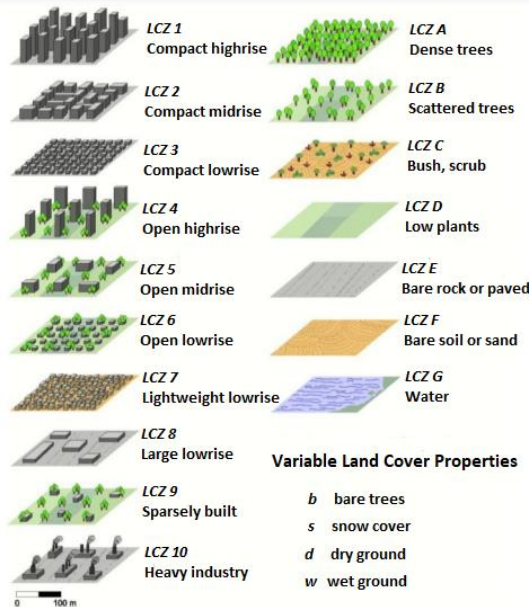 LCZ 1
Compact highrise
LCZ 2
Compact midrise
LCZ 3
Compact lowrise
LCZ 4
Open highrise
LCZ 5
Open midrise
LCZ 6
Open lowrise
LCZ 7
Lightweight lowrise
LCZ 8
Large lowrise
LCZ 9
Sparsely built
LCZ 10
Heavy industry
0 100 m
LCZ A
Dense trees
LCZ B
Scattered trees
LCZ C
Bush, scrub
LCZ D
Low plants
LCZ E
Bare rock or paved
LCZ F
Bare soil or sand
LCZ G
Water
Variable Land Cover Properties
b bare trees
s snow cover
d dry ground
w wet ground